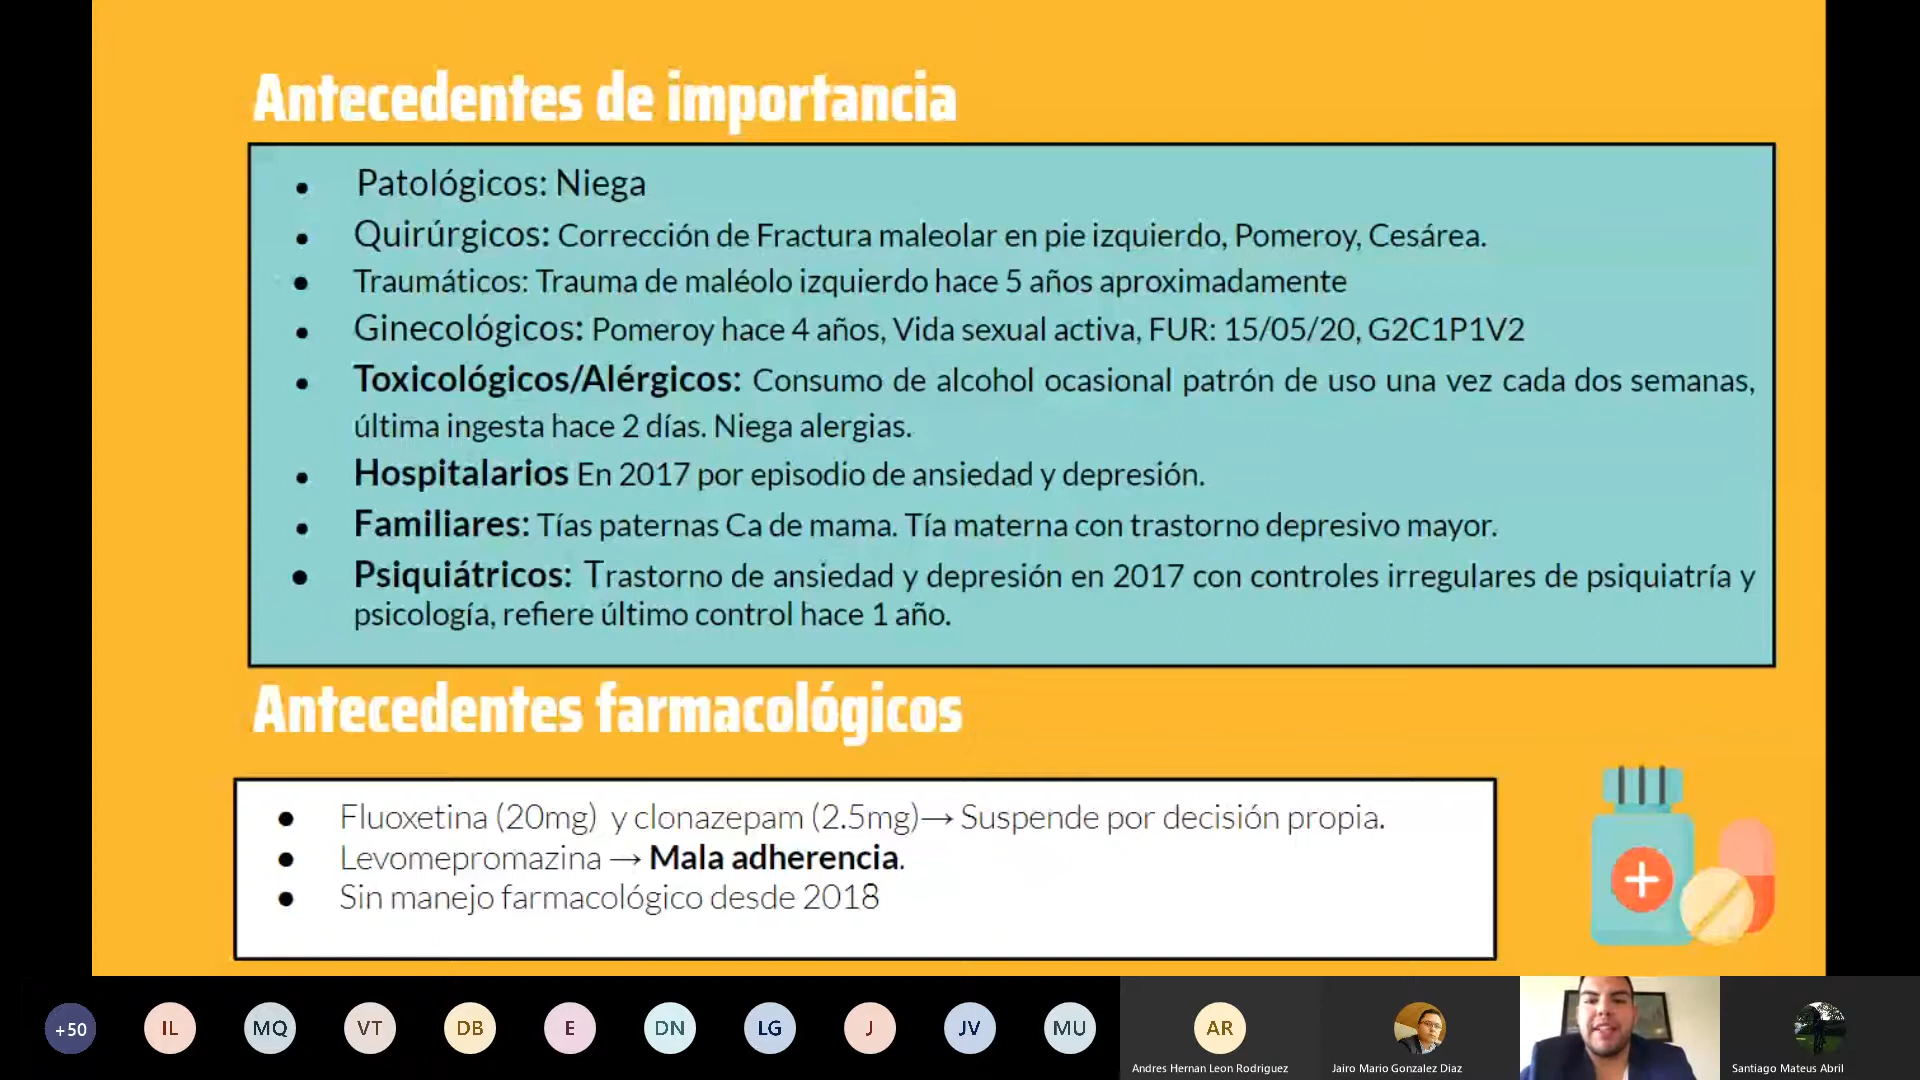 Antecedentes de importancia
• Patológicos: Niega
• Quirúrgicos: Corrección de Fractura maleolar en pie izquierdo, Pomeroy, Cesárea.
• Traumáticos: Trauma de maléolo izquierdo hace 5 años aproximadamente
• Ginecológicos: Pomeroy hace 4 años, Vida sexual activa, FUR: 15/05/20, G2C1P1V2
• Toxicológicos/Alérgicos: Consumo de alcohol ocasional patrón de uso una vez cada dos semanas,
última ingesta hace 2 días. Niega alergias.
• Hospitalarios En 2017 por episodio de ansiedad y depresión.
• Familiares: Tías paternas Ca de mama. Tía materna con trastorno depresivo mayor.
• Psiquiátricos: Trastorno de ansiedad y depresión en 2017 con controles irregulares de psiquiatría y
psicología, refiere último control hace 1 año.
Antecedentes farmacológicos
• Fluoxetina (20mg) y clonazepam (2.5mg)→ Suspende por decisión propia.
• Levomepromazina → Mala adherencia.
• Sin manejo farmacológico desde 2018
+50 IL MQ VT DB E DN LG J JV MU AR
Andres Hernan Leon Rodriguez Jairo Mario Gonzalez Diaz Santiago Mateus Abril